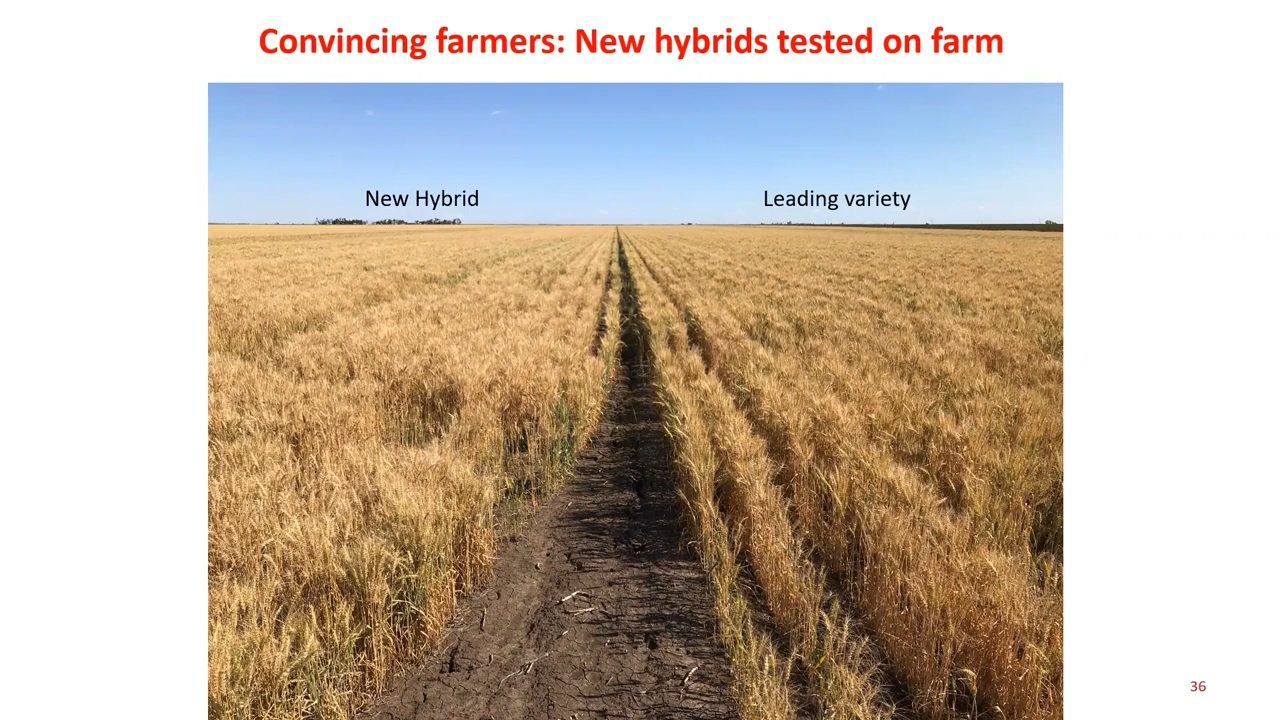 Convincing farmers: New hybrids tested on farm
New Hybrid
Leading variety
36